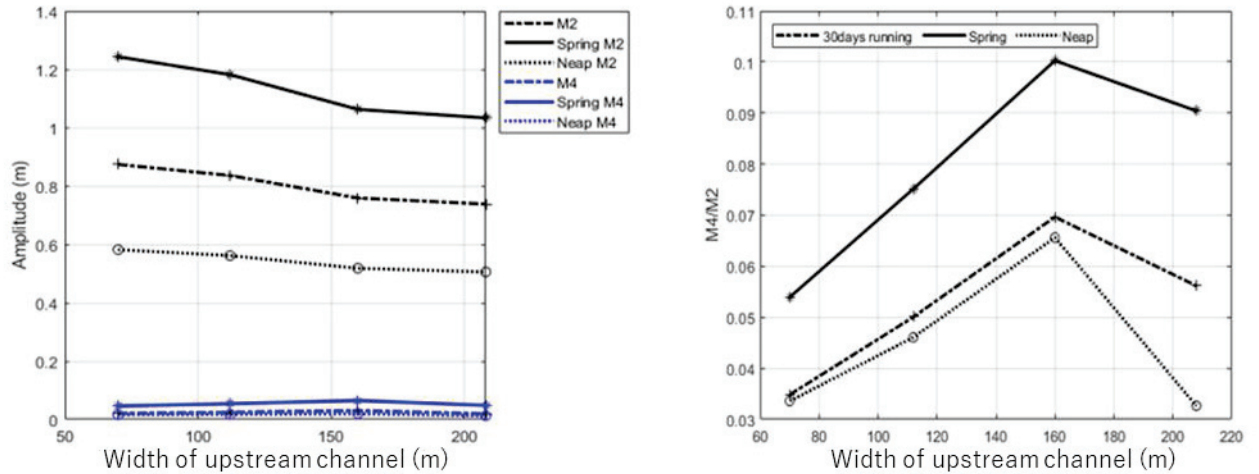 1.4
1.2
1
0.8
0.6
0.4
0.2
0
Amplitude (m)
50 100 150 200
Width of upstream channel (m)
M2
Spring M2
Neap M2
M4
Spring M4
Neap M4
0.11
0.1
0.09
0.08
0.07
0.06
0.05
0.04
0.03
M4/M2
30days running Spring Neap
60 80 100 120 140 160 180 200 220
Width of upstream channel (m)